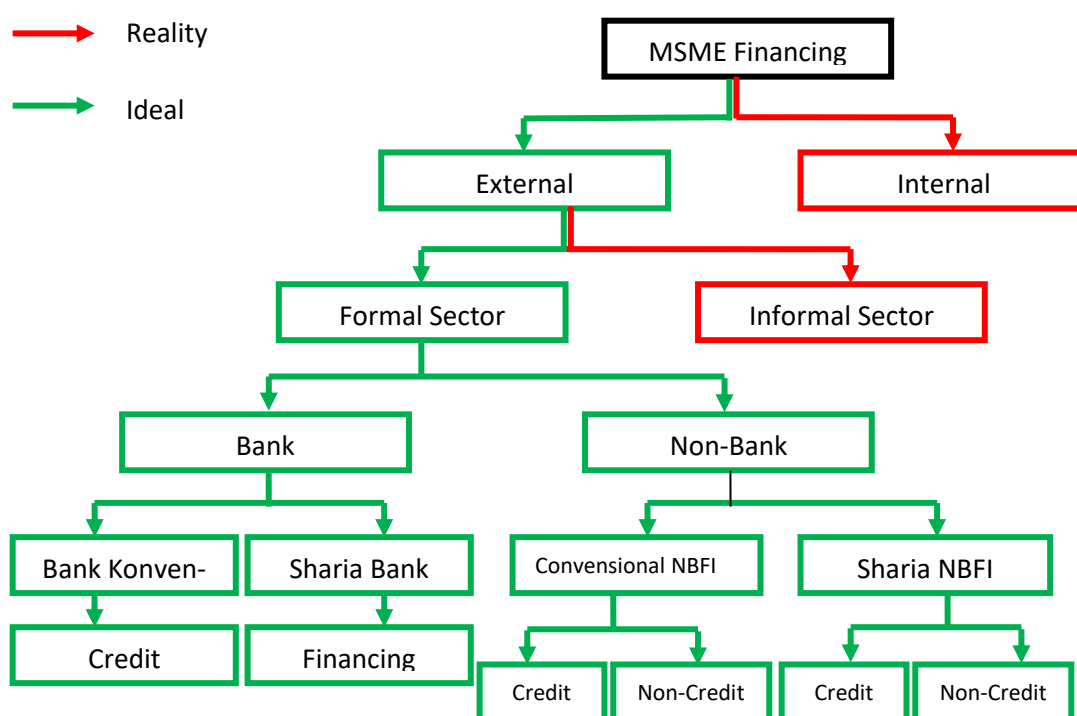 Reality
MSME Financing
Ideal
External
Internal
Formal Sector
Informal Sector
Bank
Non-Bank
Bank Konven-
Sharia Bank
Convensional NBFI
Sharia NBFI
Credit
Financing
Credit
Non-Credit
Credit
Non-Credit